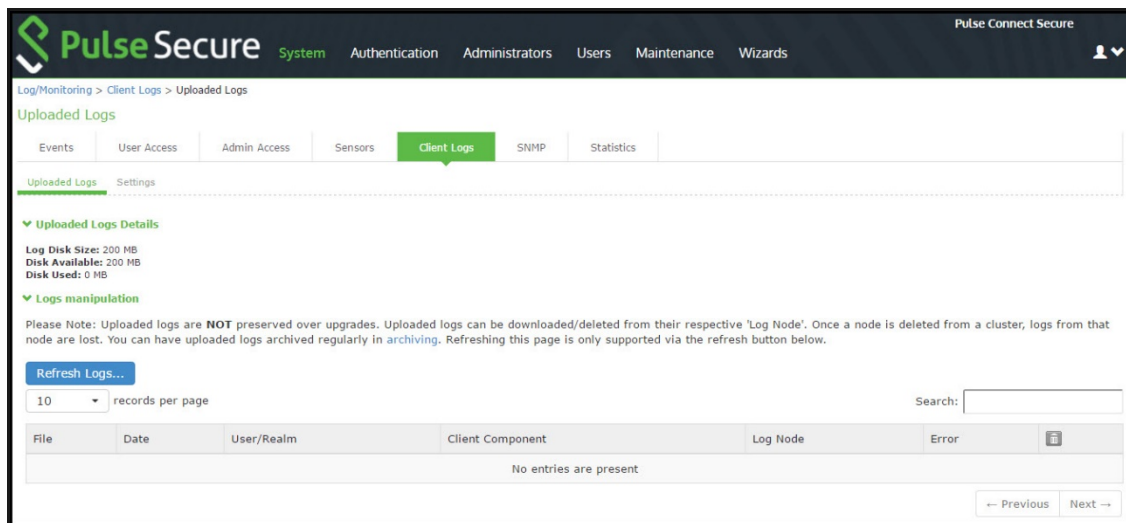 Pulse Connect Secure
Pulse Secure System Authentication Administrators Users Maintenance Wizards
Log/Monitoring > Client Logs > Uploaded Logs
Uploaded Logs
Events User Access Admin Access Sensors Client Logs SNMP Statistics
Uploaded Logs Settings
Uploaded Logs Details
Log Disk Size: 200 MB
Disk Available: 200 MB
Disk Used: 0 MB
Logs manipulation
Please Note: Uploaded logs are NOT preserved over upgrades. Uploaded logs can be downloaded/deleted from their respective 'Log Node'. Once a node is deleted from a cluster, logs from that
node are lost. You can have uploaded logs archived regularly in archiving. Refreshing this page is only supported via the refresh button below.
Refresh Logs...
10 records per page Search:
File Date User/Realm Client Component Log Node Error
No entries are present
← Previous Next →